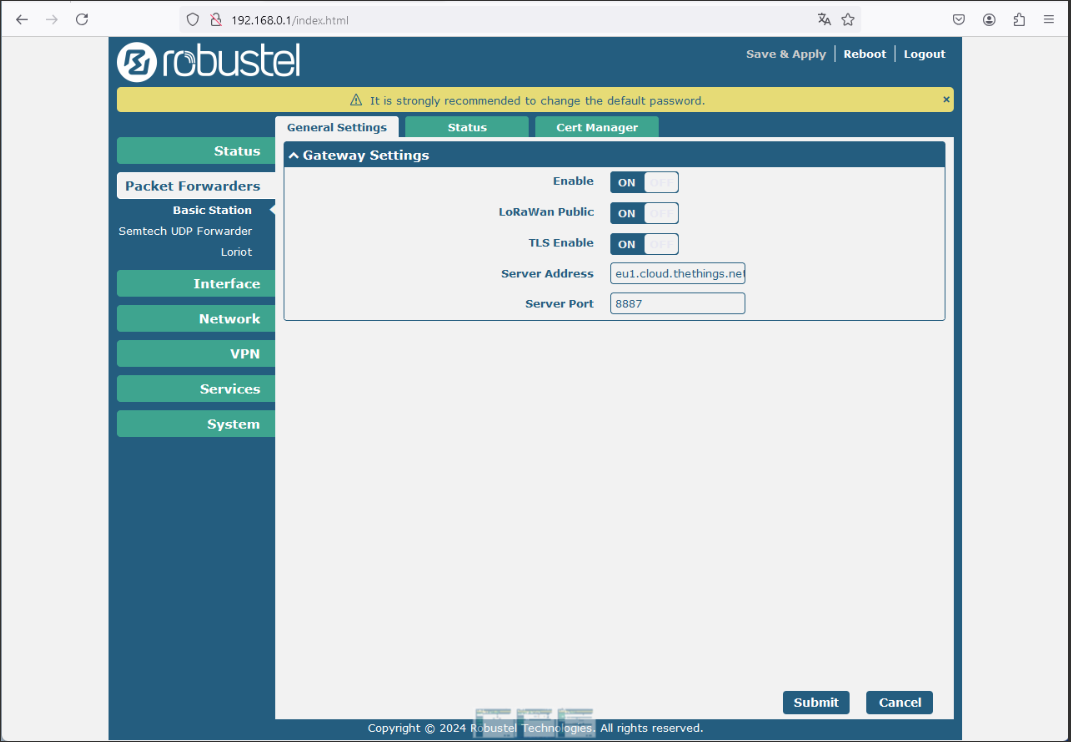 192.168.0.1/index.html
robustel
Save & Apply Reboot Logout
It is strongly recommended to change the default password.
General Settings Status Cert Manager
Status
Packet Forwarders
Basic Station
Semtech UDP Forwarder
Loriot
Interface
Network
VPN
Services
System
Gateway Settings
Enable ON OFF
LoRaWan Public ON OFF
TLS Enable ON OFF
Server Address eu1.cloud.thethings.net
Server Port 8887
Submit Cancel
Copyright © 2024 Robustel Technologies. All rights reserved.